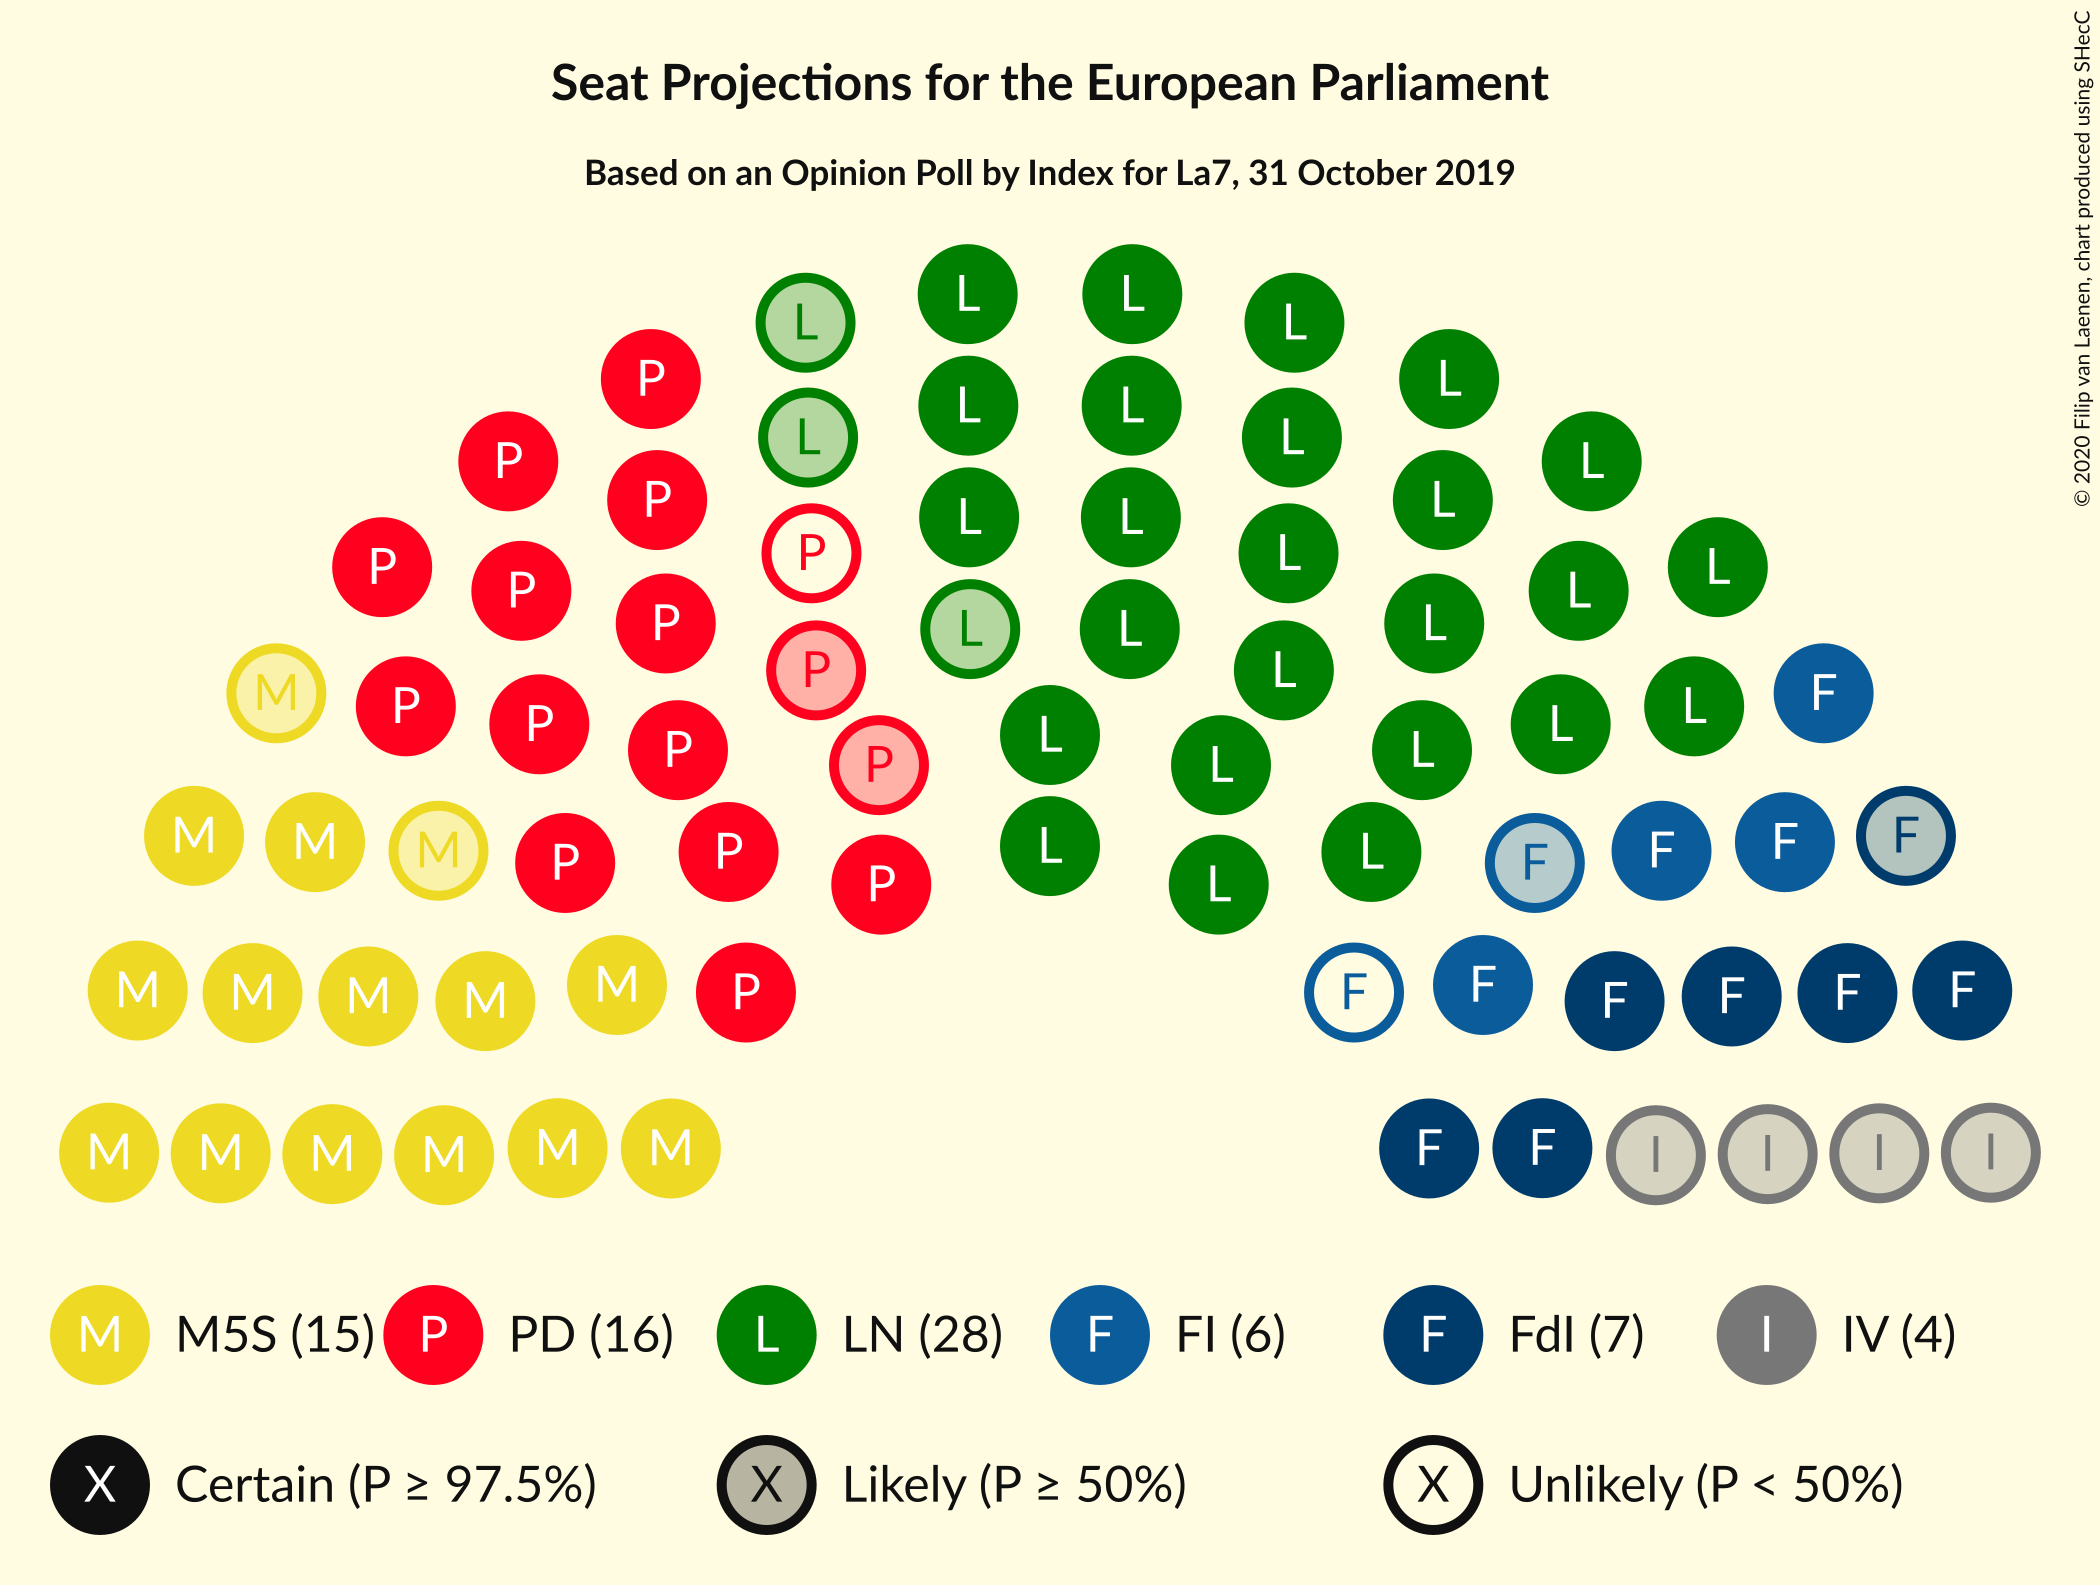 Seat Projections for the European Parliament
Based on an Opinion Poll by Index for La7, 31 October 2019
© 2020 Filip van Laenen, chart produced using SHecC
L L L L
P L
L L L
P L L
P P L
P L L
P P L
P L L L
P P L L
M P P P L L L F
P L L L L
P P L L
M M M P P L L F F F F
P P L L
M M M M M P F F F F F F
M M M M M M F F I I I I
M M5S (15) P PD (16) L LN (28) F FI (6) F FdI (7) I IV (4)
X Certain (P ≥ 97.5%) X Likely (P ≥ 50%) X Unlikely (P < 50%)